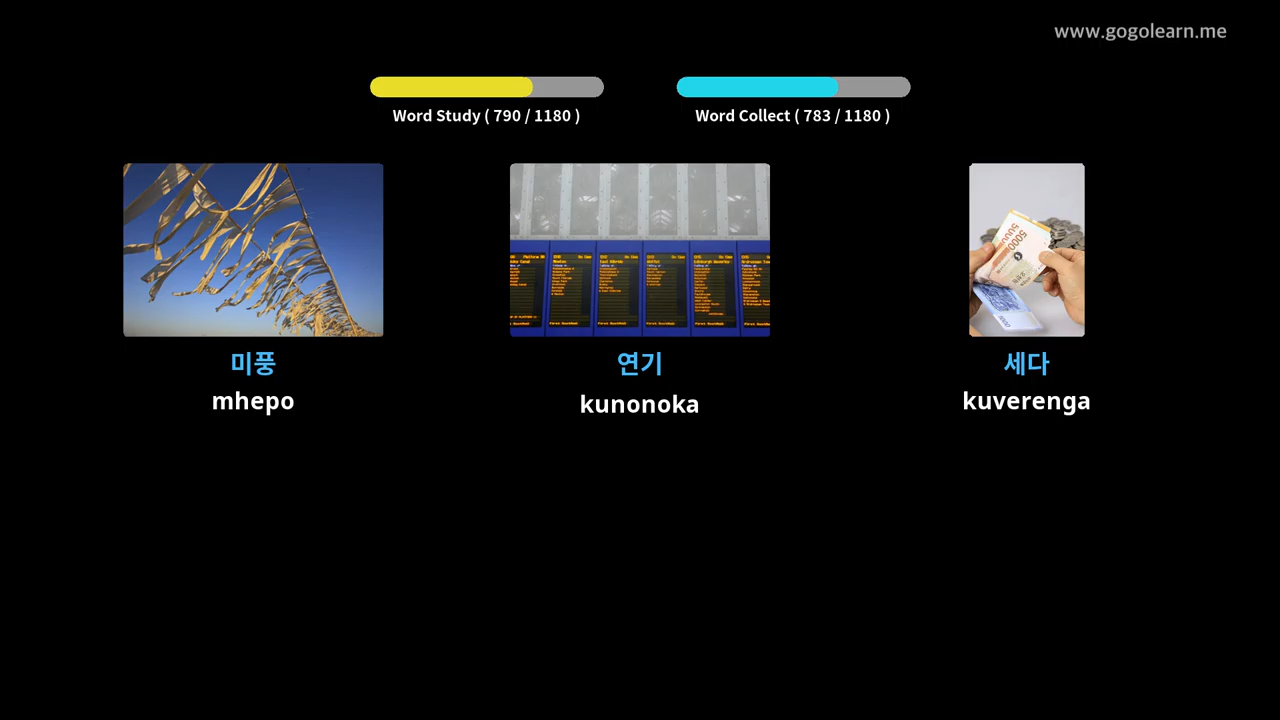 www.gogolearn.me
Word Study ( 790 / 1180 )
Word Collect ( 783 / 1180 )
미풍
연기
세다
mhepo
kunonoka
kuverenga